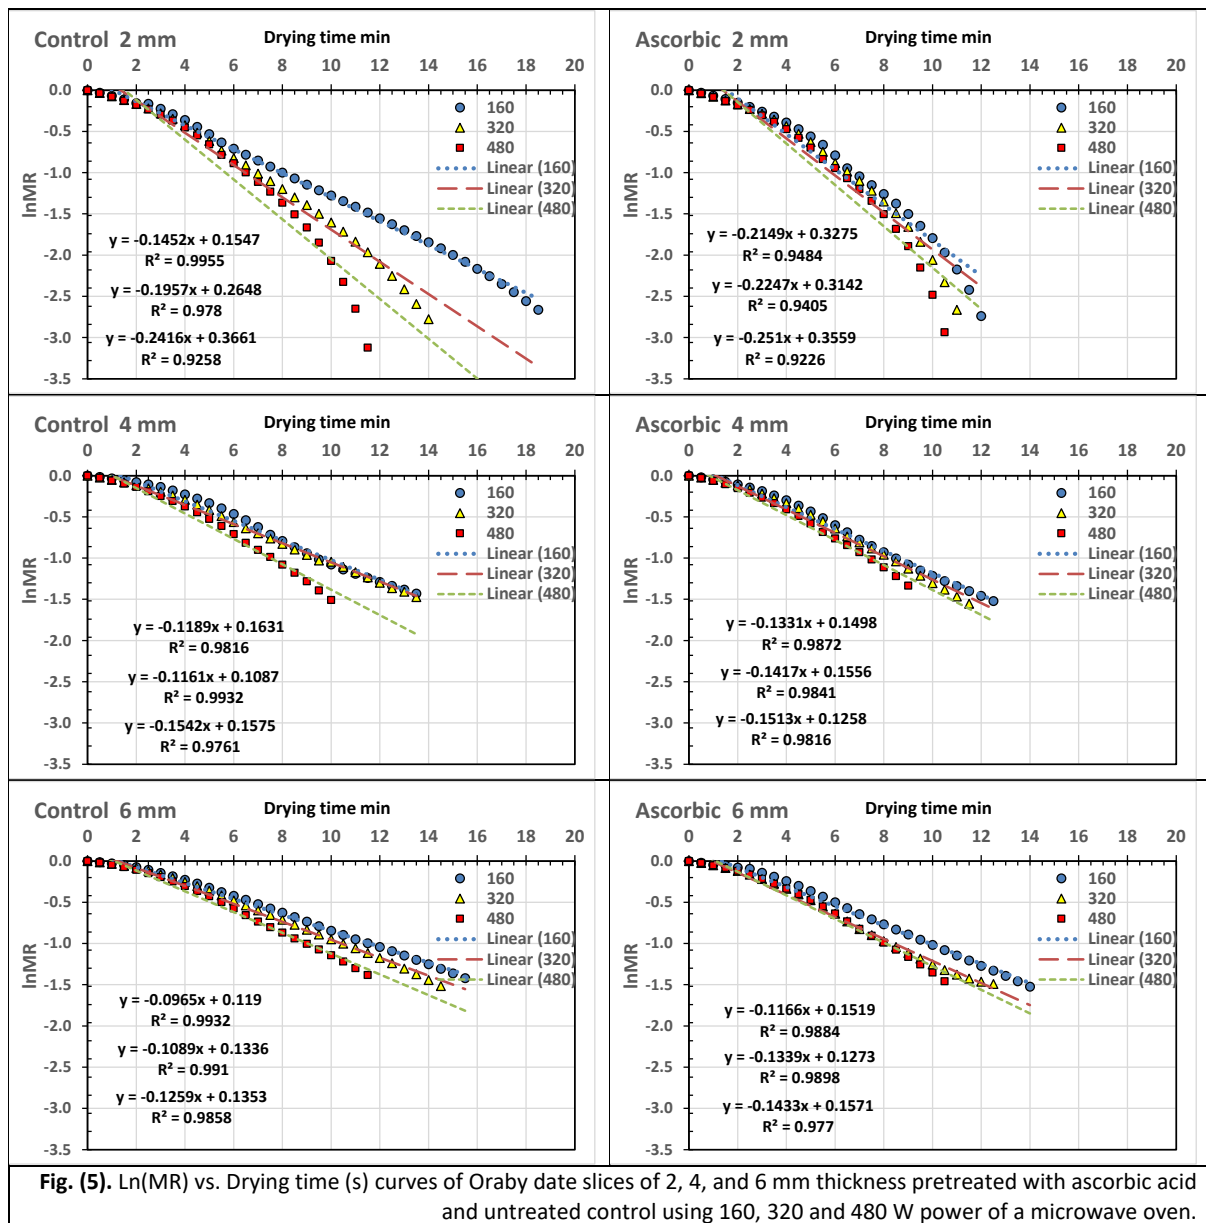 Control 2 mm
Drying time min
0 2 4 6 8 10 12 14 16 18 20
0.0
-0.5
-1.0
-1.5
-2.0
-2.5
-3.0
-3.5
lnMR
160
320
480
Linear (160)
Linear (320)
Linear (480)
y = -0.1452x + 0.1547
R² = 0.9955
y = -0.1957x + 0.2648
R² = 0.978
y = -0.2416x + 0.3661
R² = 0.9258
Ascorbic 2 mm
Drying time min
0 2 4 6 8 10 12 14 16 18 20
0.0
-0.5
-1.0
-1.5
-2.0
-2.5
-3.0
-3.5
lnMR
160
320
480
Linear (160)
Linear (320)
Linear (480)
y = -0.2149x + 0.3275
R² = 0.9484
y = -0.2247x + 0.3142
R² = 0.9405
y = -0.251x + 0.3559
R² = 0.9226
Control 4 mm
Drying time min
0 2 4 6 8 10 12 14 16 18 20
0.0
-0.5
-1.0
-1.5
-2.0
-2.5
-3.0
-3.5
lnMR
160
320
480
Linear (160)
Linear (320)
Linear (480)
y = -0.1189x + 0.1631
R² = 0.9816
y = -0.1161x + 0.1087
R² = 0.9932
y = -0.1542x + 0.1575
R² = 0.9761
Ascorbic 4 mm
Drying time min
0 2 4 6 8 10 12 14 16 18 20
0.0
-0.5
-1.0
-1.5
-2.0
-2.5
-3.0
-3.5
lnMR
160
320
480
Linear (160)
Linear (320)
Linear (480)
y = -0.1331x + 0.1498
R² = 0.9872
y = -0.1417x + 0.1556
R² = 0.9841
y = -0.1513x + 0.1258
R² = 0.9816
Control 6 mm
Drying time min
0 2 4 6 8 10 12 14 16 18 20
0.0
-0.5
-1.0
-1.5
-2.0
-2.5
-3.0
-3.5
lnMR
160
320
480
Linear (160)
Linear (320)
Linear (480)
y = -0.0965x + 0.119
R² = 0.9932
y = -0.1089x + 0.1336
R² = 0.991
y = -0.1259x + 0.1353
R² = 0.9858
Ascorbic 6 mm
Drying time min
0 2 4 6 8 10 12 14 16 18 20
0.0
-0.5
-1.0
-1.5
-2.0
-2.5
-3.0
-3.5
lnMR
160
320
480
Linear (160)
Linear (320)
Linear (480)
y = -0.1166x + 0.1519
R² = 0.9884
y = -0.1339x + 0.1273
R² = 0.9898
y = -0.1433x + 0.1571
R² = 0.977
Fig. (5). Ln(MR) vs. Drying time (s) curves of Oraby date slices of 2, 4, and 6 mm thickness pretreated with ascorbic acid
and untreated control using 160, 320 and 480 W power of a microwave oven.